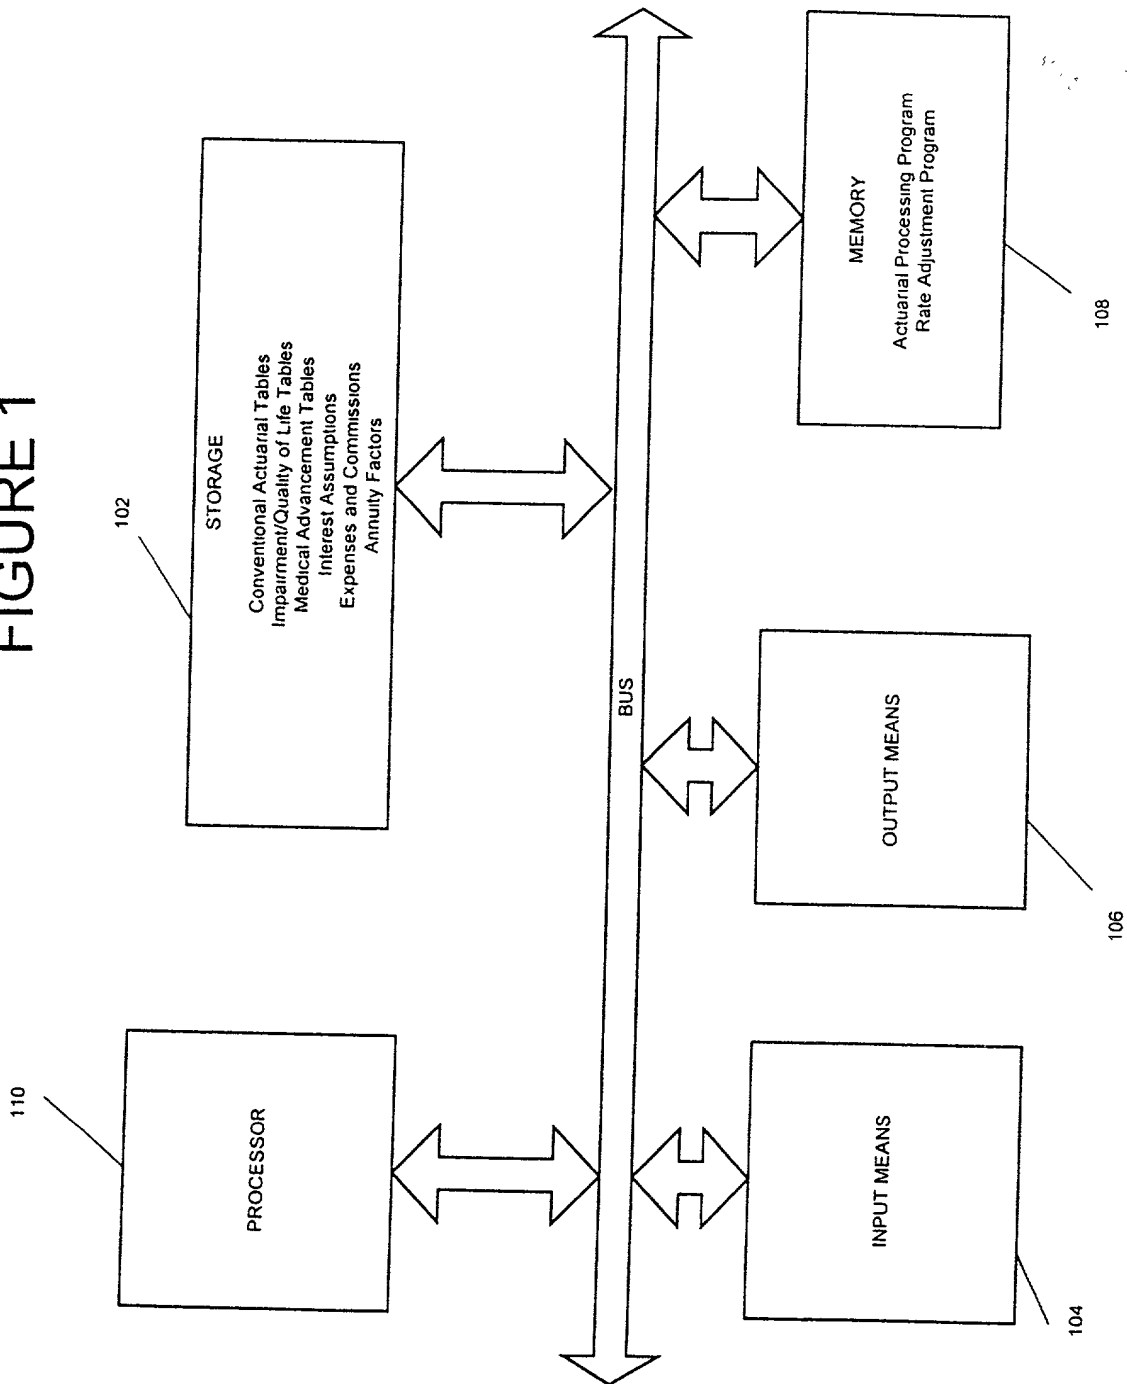 FIGURE 1
110
PROCESSOR
102
STORAGE
Conventional Actuarial Tables
Impairment/Quality of Life Tables
Medical Advancement Tables
Interest Assumptions
Expenses and Commissions
Annuity Factors
BUS
INPUT MEANS
104
OUTPUT MEANS
106
MEMORY
Actuarial Processing Program
Rate Adjustment Program
108